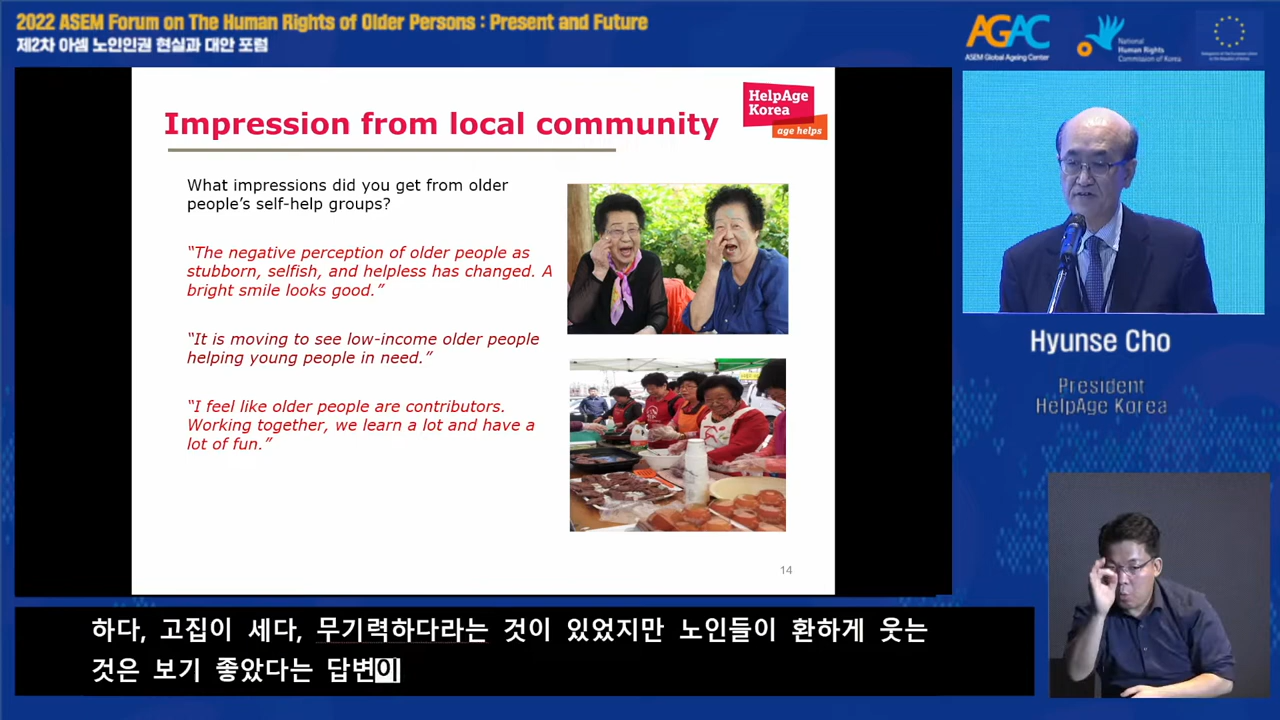 2022 ASEM Forum on The Human Rights of Older Persons : Present and Future
제2차 아셈 노인인권 현실과 대안 포럼
AGAC
ASEM Global Ageing Center
National
Human Rights
Commission of Korea
HelpAge
Korea
age helps
Impression from local community
What impressions did you get from older
people’s self-help groups?
“The negative perception of older people as
stubborn, selfish, and helpless has changed. A
bright smile looks good.”
“It is moving to see low-income older people
helping young people in need.”
“I feel like older people are contributors.
Working together, we learn a lot and have a
lot of fun.”
14
Hyunse Cho
President
HelpAge Korea
하다, 고집이 세다, 무기력하다라는 것이 있었지만 노인들이 환하게 웃는
것은 보기 좋았다는 답변이